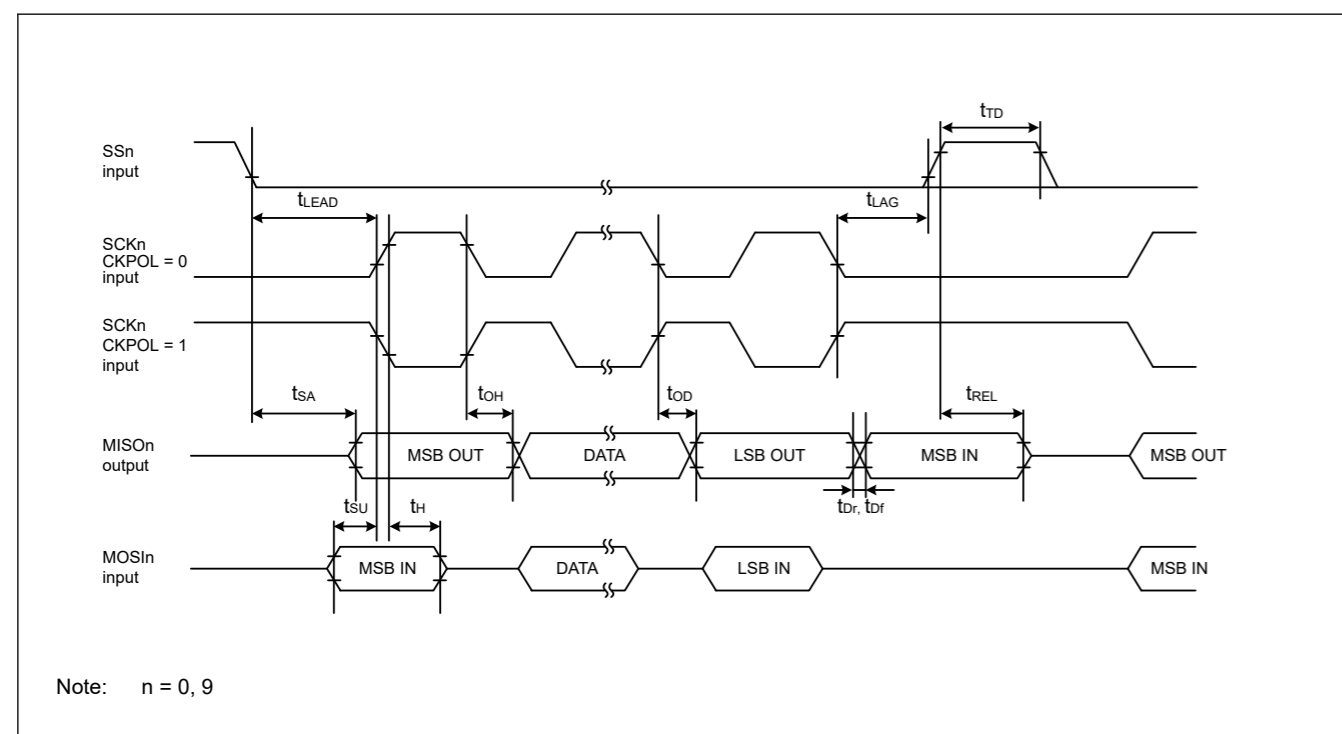 tTD
SSn
input
tLEAD
tLAG
SCKn
CKPOL = 0
input
SCKn
CKPOL = 1
input
tSA
tOH
tOD
tREL
MISOn
output
MSB OUT
DATA
LSB OUT
MSB IN
MSB OUT
tSU
tH
tDr, tDf
MOSIn
input
MSB IN
DATA
LSB IN
MSB IN
Note: n = 0, 9